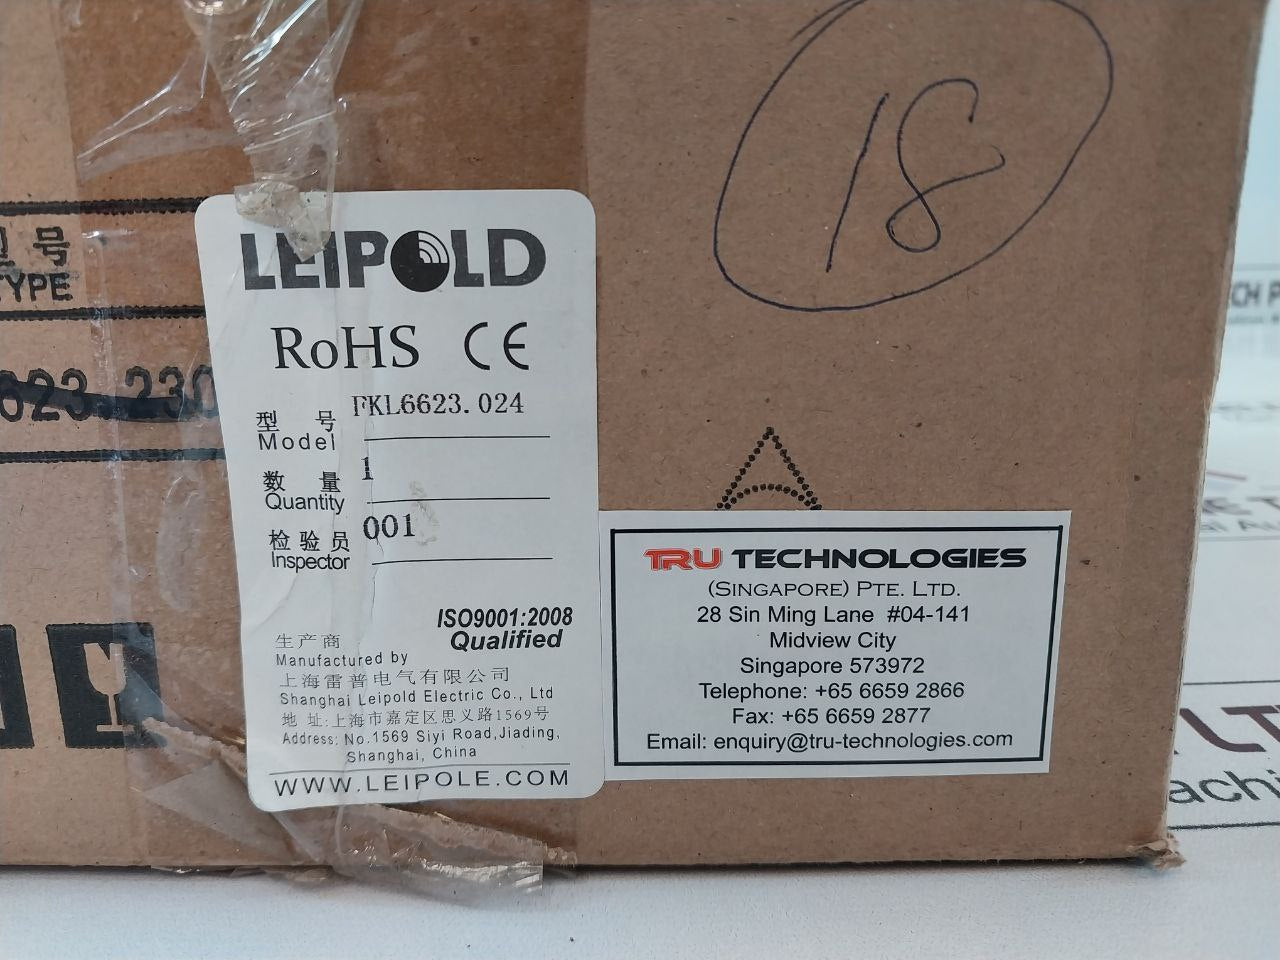 18
号
TYPE
623.230
LEIPOLD
RoHS CE
型 号 FKL6623.024
Model
数 量 1
Quantity
检 验 员 001
Inspector
ISO9001:2008
Qualified
生产商
Manufactured by
上海雷普电气有限公司
Shanghai Leipold Electric Co., Ltd
地 址:上海市嘉定区思义路1569号
Address: No.1569 Siyi Road,Jiading,
Shanghai, China
WWW.LEIPOLE.COM
A
TRU TECHNOLOGIES
(SINGAPORE) PTE. LTD.
28 Sin Ming Lane #04-141
Midview City
Singapore 573972
Telephone: +65 6659 2866
Fax: +65 6659 2877
Email: enquiry@tru-technologies.com